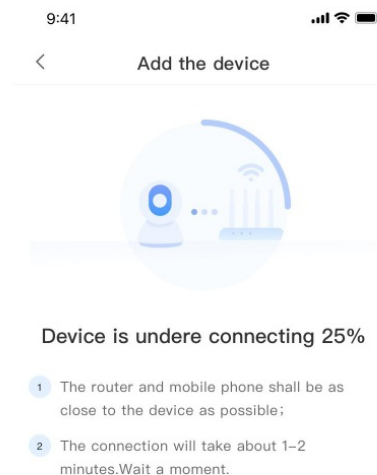 9:41
Add the device
Device is undere connecting 25%
1 The router and mobile phone shall be as
close to the device as possible;
2 The connection will take about 1-2
minutes.Wait a moment.